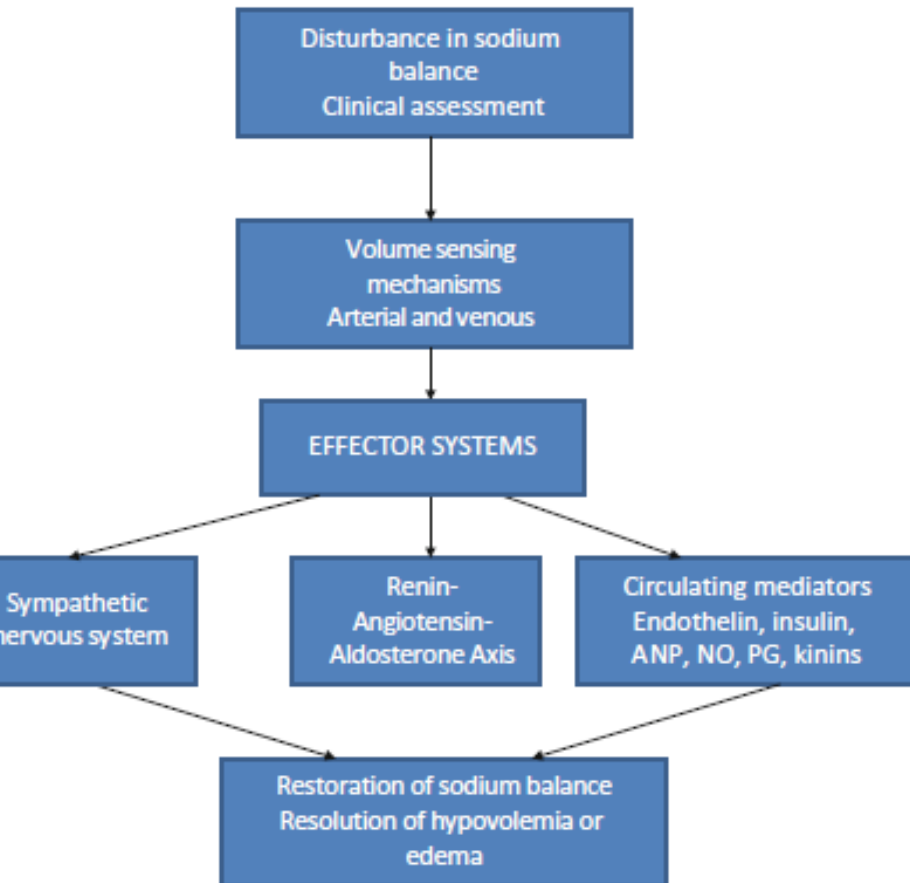 Disturbance in sodium
balance
Clinical assessment
Volume sensing
mechanisms
Arterial and venous
EFFECTOR SYSTEMS
Sympathetic
nervous system
Renin-
Angiotensin-
Aldosterone Axis
Circulating mediators
Endothelin, insulin,
ANP, NO, PG, kinins
Restoration of sodium balance
Resolution of hypovolemia or
edema